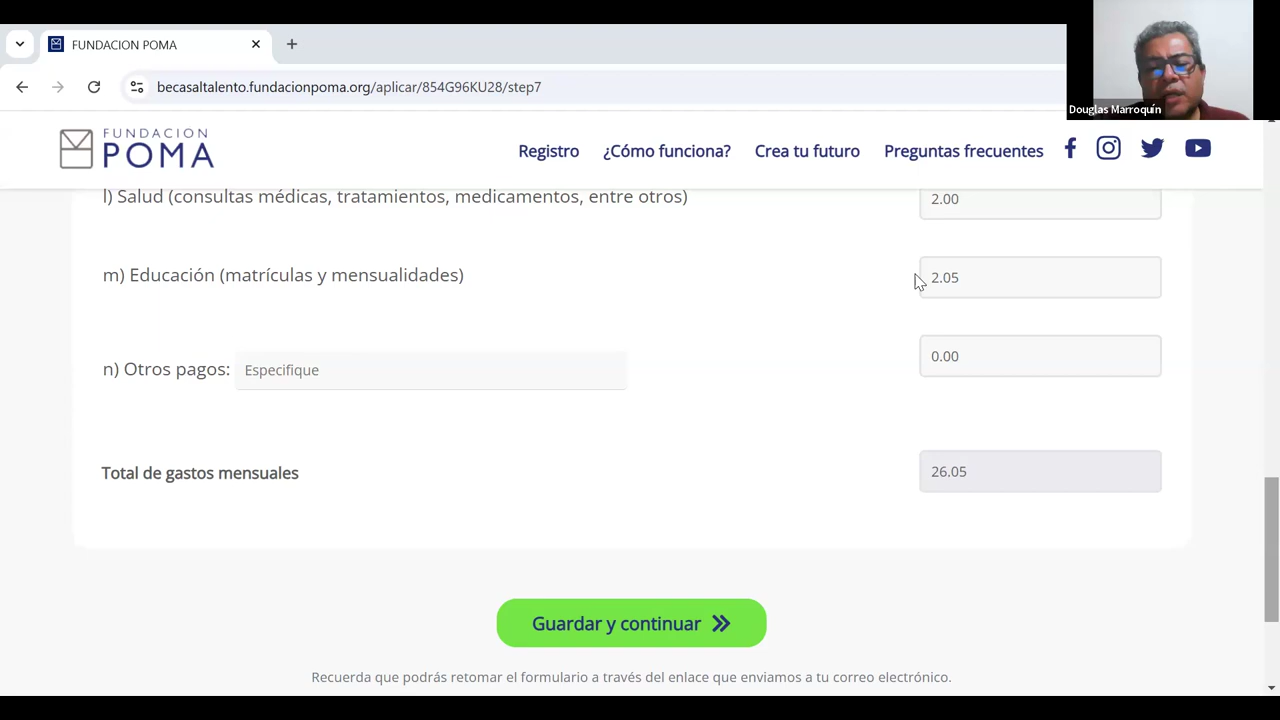 FUNDACION POMA
becasaltalento.fundacionpoma.org/aplicar/854G96KU28/step7
Douglas Marroquín
FUNDACION
POMA
Registro ¿Cómo funciona? Crea tu futuro Preguntas frecuentes
l) Salud (consultas médicas, tratamientos, medicamentos, entre otros) 2.00
m) Educación (matrículas y mensualidades) 2.05
n) Otros pagos: Especifique 0.00
Total de gastos mensuales 26.05
Guardar y continuar
Recuerda que podrás retomar el formulario a través del enlace que enviamos a tu correo electrónico.